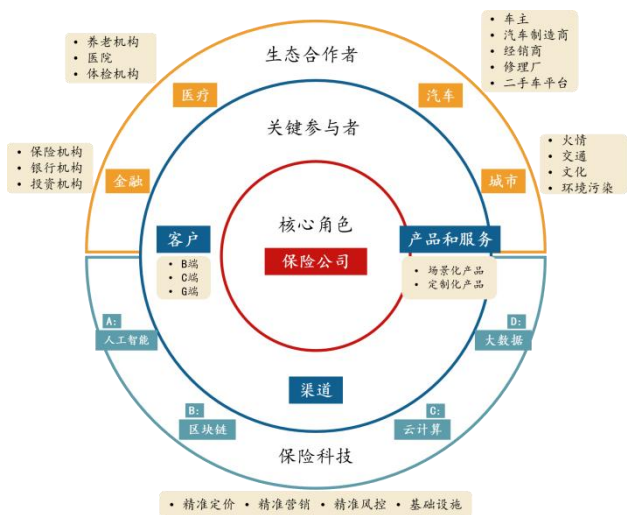 生态合作者
• 养老机构
• 医院
• 体检机构
医疗
• 车主
• 汽车制造商
• 经销商
• 修理厂
• 二手车平台
汽车
• 保险机构
• 银行机构
• 投资机构
金融
• 火情
• 交通
• 文化
• 环境污染
城市
关键参与者
核心角色
保险公司
客户
• B端
• C端
• G端
产品和服务
• 场景化产品
• 定制化产品
渠道
A:
人工智能
B:
区块链
C:
云计算
D:
大数据
保险科技
• 精准定价 • 精准营销 • 精准风控 • 基础设施